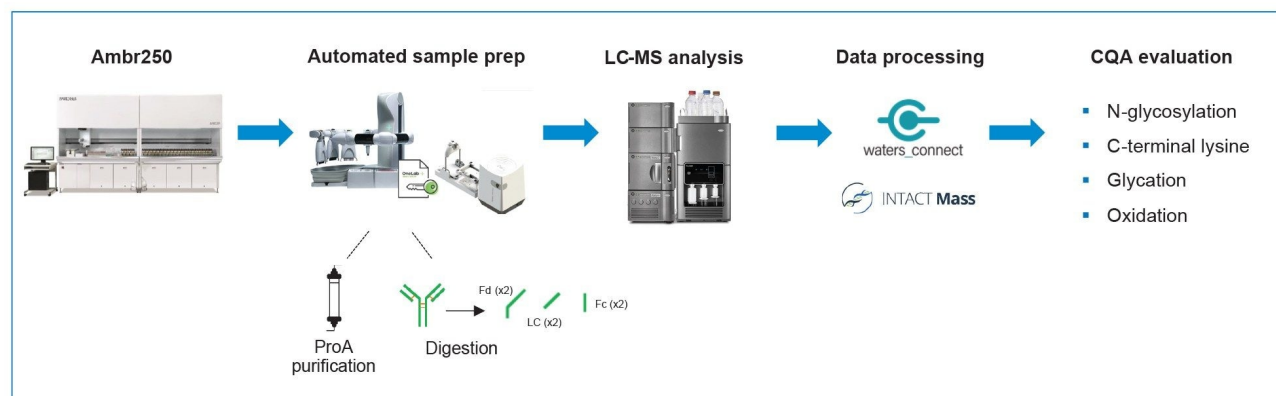 Ambr250
Automated sample prep
LC-MS analysis
Data processing
CQA evaluation
OneLab
waters_connect
INTACT Mass
N-glycosylation
C-terminal lysine
Glycation
Oxidation
ProA
purification
Digestion
Fd (x2)
LC (x2)
Fc (x2)